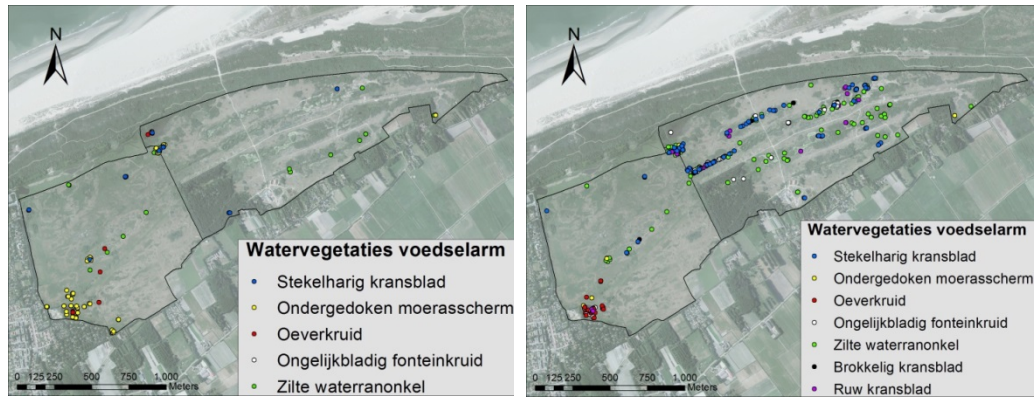 N
Watervegetaties voedselarm
Stekelharig kransblad
Ondergedoken moerasscherm
Oeverkruid
Ongelijkbladig fonteinkruid
Zilte waterranonkel
0 125 250 500 750 1.000
Meters
N
Watervegetaties voedselarm
Stekelharig kransblad
Ondergedoken moerasscherm
Oeverkruid
Ongelijkbladig fonteinkruid
Zilte waterranonkel
Brokkelig kransblad
Ruw kransblad
0 125 250 500 750 1.000
Meters